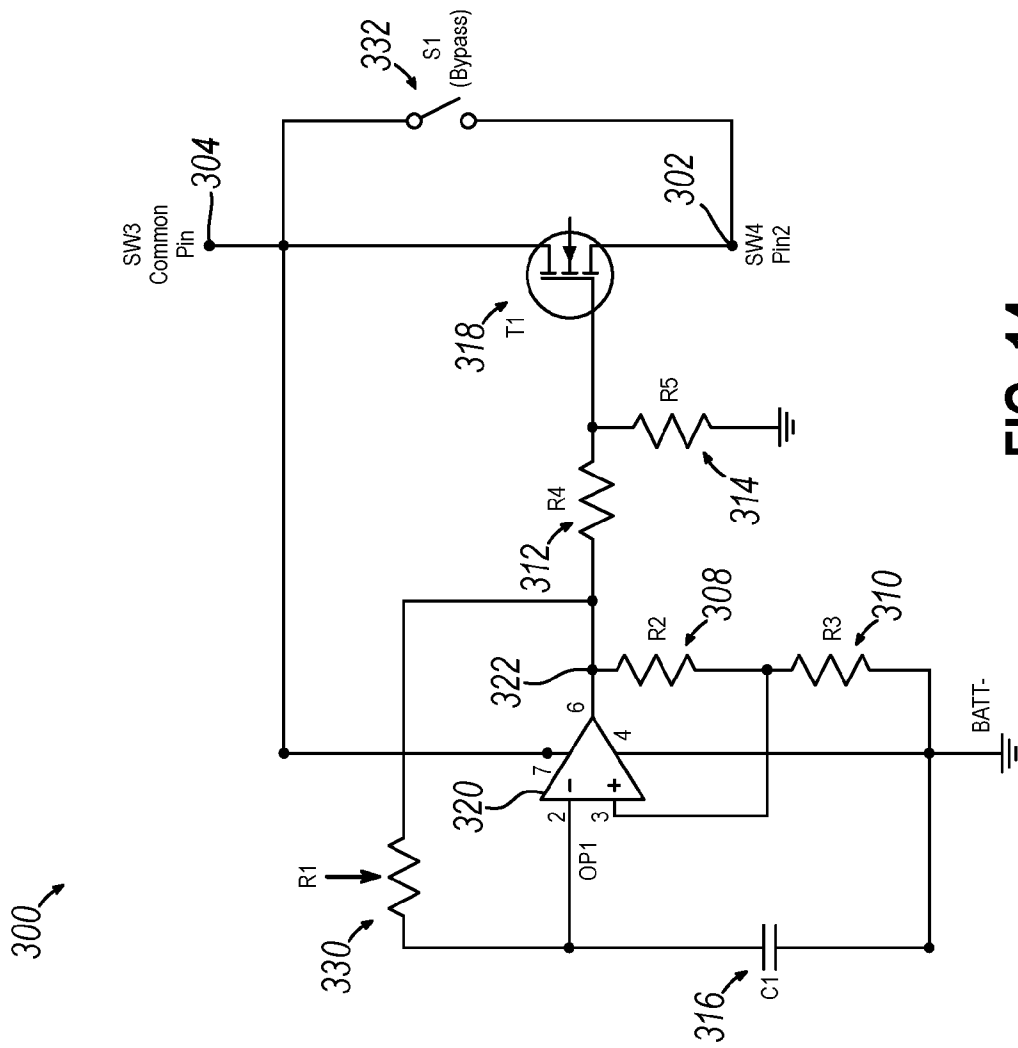 300
SW3
Common
Pin
304
332
S1
(Bypass)
R1
330
318
T1
302
SW4
Pin2
320
7
2
−
3
+
OP1
6
4
322
312
R4
R5
314
R2
308
R3
310
316
C1
BATT-
FIG